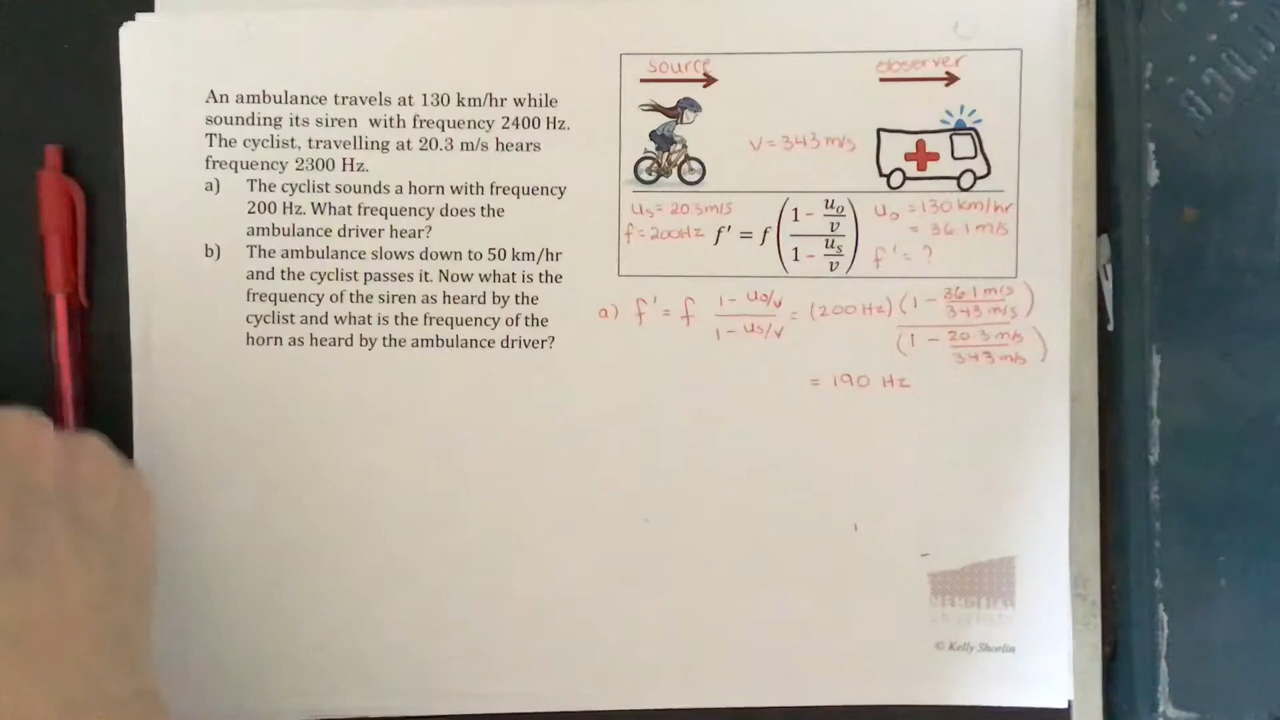 An ambulance travels at 130 km/hr while
sounding its siren with frequency 2400 Hz.
The cyclist, travelling at 20.3 m/s hears
frequency 2300 Hz.
a) The cyclist sounds a horn with frequency
200 Hz. What frequency does the
ambulance driver hear?
b) The ambulance slows down to 50 km/hr
and the cyclist passes it. Now what is the
frequency of the siren as heard by the
cyclist and what is the frequency of the
horn as heard by the ambulance driver?
source
observer
v = 343 m/s
us = 20.3 m/s
f = 200Hz
f' = f ( (1 - uo/v) / (1 - us/v) )
uo = 130 km/hr
= 36.1 m/s
f' = ?
a) f' = f (1 - uo/v) / (1 - us/v) = (200 Hz) (1 - 36.1 m/s / 343 m/s) / (1 - 20.3 m/s / 343 m/s)
= 190 Hz
© Kelly Shorlin